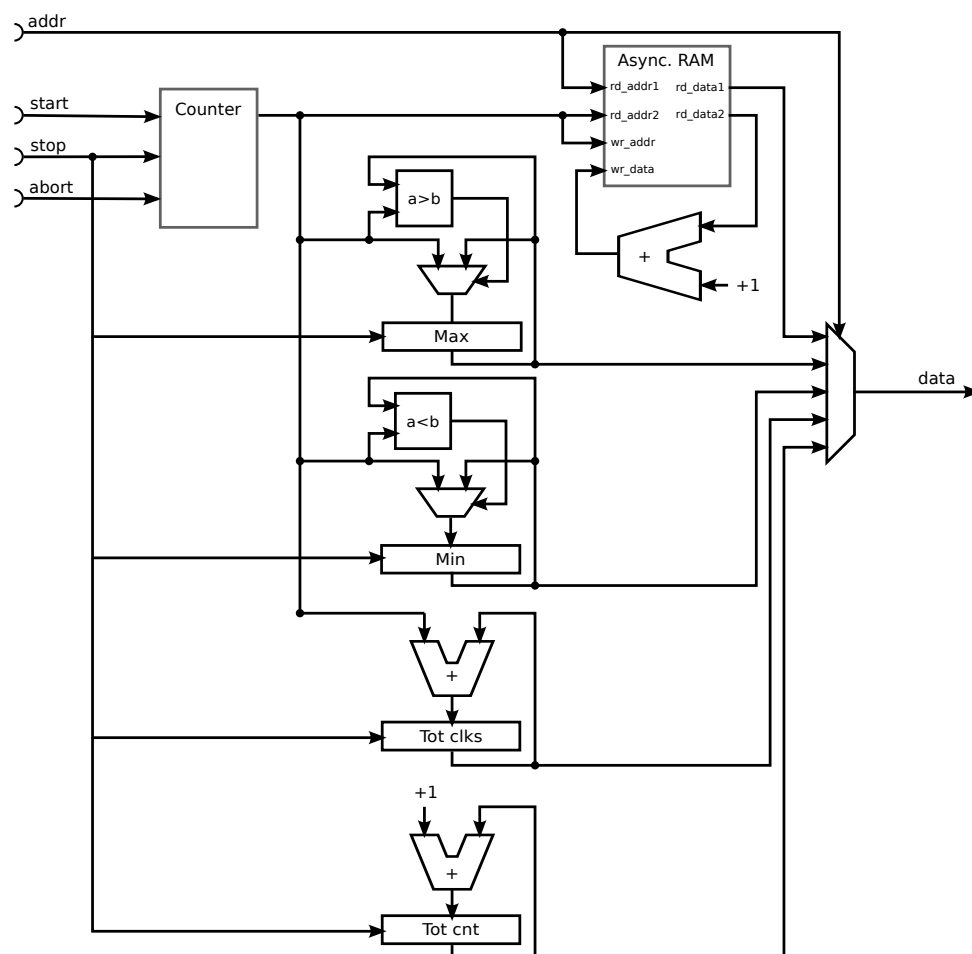 addr
start
stop
abort
Counter
Async. RAM
rd_addr1 rd_data1
rd_addr2 rd_data2
wr_addr
wr_data
a>b
+
+1
Max
data
a<b
Min
+
Tot clks
+1
+
Tot cnt